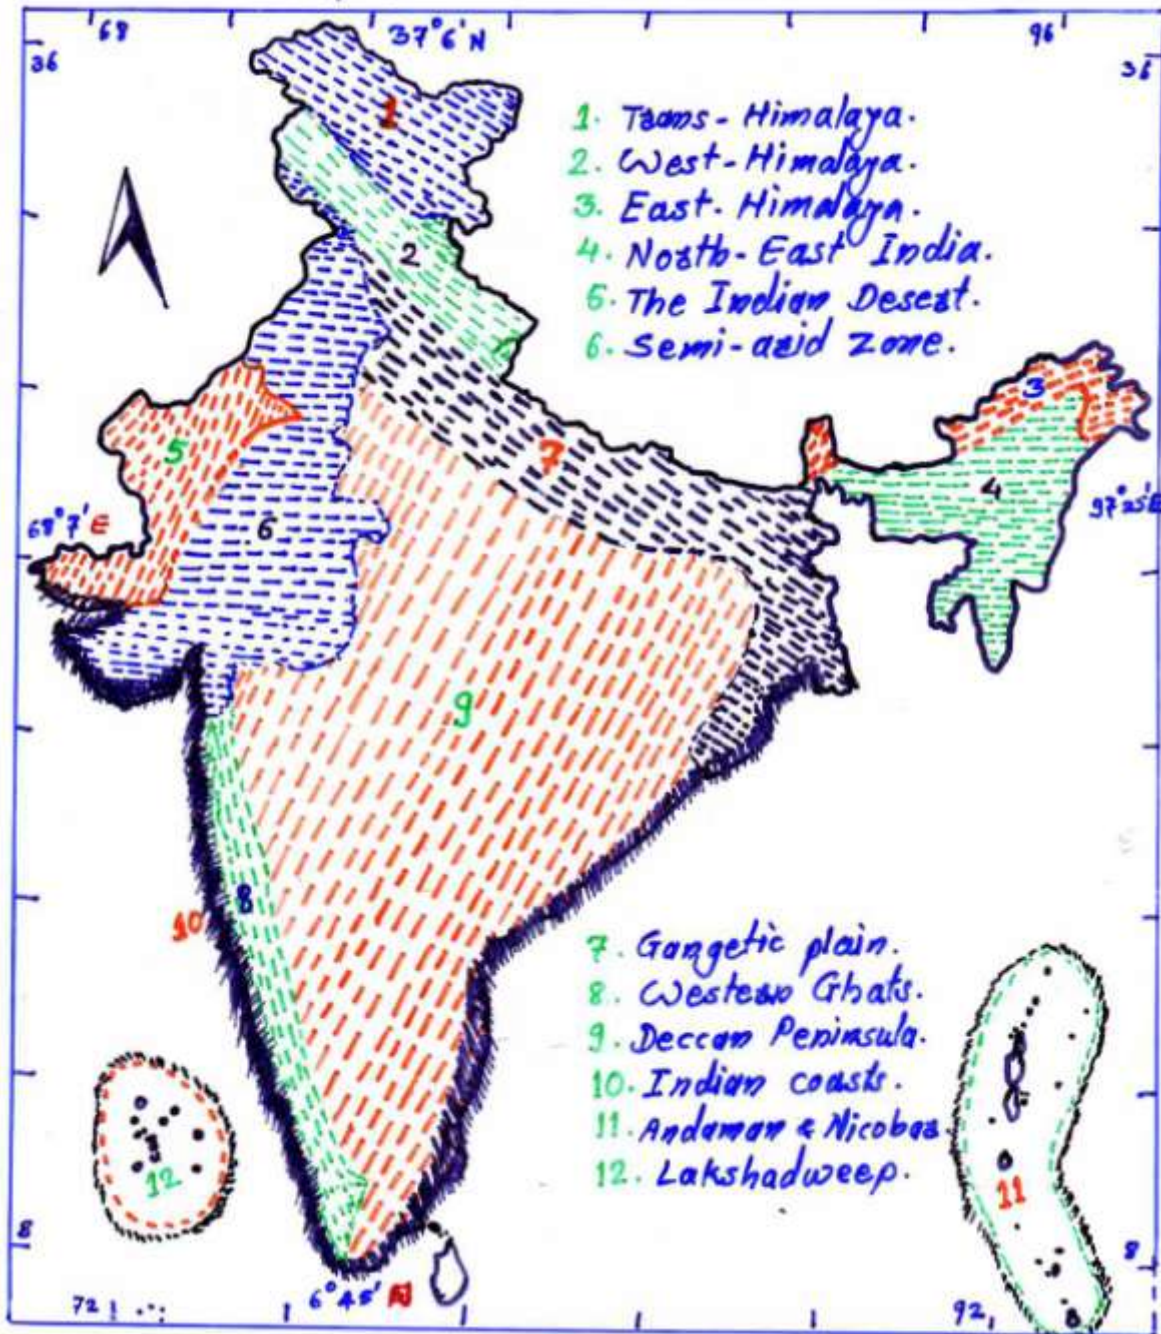 68
37°6' N
96
36
36
1
1. Trans-Himalaya.
2. West-Himalaya.
3. East-Himalaya.
4. North-East India.
5. The Indian Desert.
6. Semi-arid Zone.
2
3
5
7
4
68°7' E
6
97°25'E
9
8
10
7. Gangetic plain.
8. Western Ghats.
9. Deccan Peninsula.
10. Indian coasts.
11. Andaman & Nicobar.
12. Lakshadweep.
12
11
8
8
6°45' N
72
92